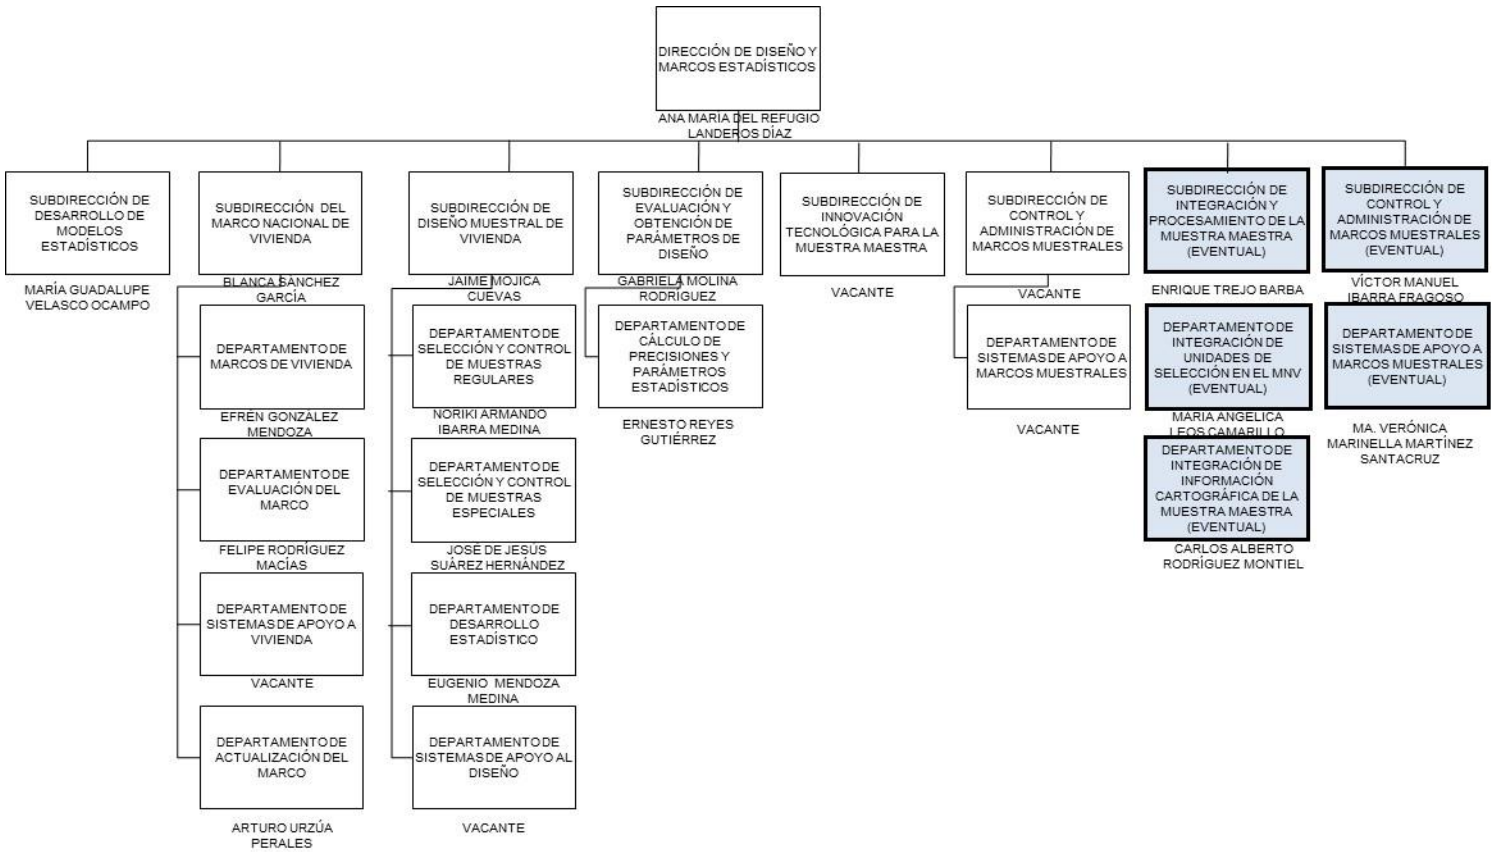 DIRECCIÓN DE DISEÑO Y
MARCOS ESTADÍSTICOS
ANA MARÍA DEL REFUGIO
LANDEROS DÍAZ
SUBDIRECCIÓN DE
DESARROLLO DE
MODELOS
ESTADÍSTICOS
MARÍA GUADALUPE
VELASCO OCAMPO
SUBDIRECCIÓN DEL
MARCO NACIONAL DE
VIVIENDA
BLANCA SÁNCHEZ
GARCÍA
DEPARTAMENTO DE
MARCOS DE VIVIENDA
EFRÉN GONZÁLEZ
MENDOZA
DEPARTAMENTO DE
EVALUACIÓN DEL
MARCO
FELIPE RODRÍGUEZ
MACÍAS
DEPARTAMENTO DE
SISTEMAS DE APOYO A
VIVIENDA
VACANTE
DEPARTAMENTO DE
ACTUALIZACIÓN DEL
MARCO
ARTURO URZÚA
PERALES
SUBDIRECCIÓN DE
DISEÑO MUESTRAL DE
VIVIENDA
JAIME MOJICA
CUEVAS
DEPARTAMENTO DE
SELECCIÓN Y CONTROL
DE MUESTRAS
REGULARES
NORIKI ARMANDO
IBARRA MEDINA
DEPARTAMENTO DE
SELECCIÓN Y CONTROL
DE MUESTRAS
ESPECIALES
JOSÉ DE JESÚS
SUÁREZ HERNÁNDEZ
DEPARTAMENTO DE
DESARROLLO
ESTADÍSTICO
EUGENIO MENDOZA
MEDINA
DEPARTAMENTO DE
SISTEMAS DE APOYO AL
DISEÑO
VACANTE
SUBDIRECCIÓN DE
EVALUACIÓN Y
OBTENCIÓN DE
PARÁMETROS DE
DISEÑO
GABRIELA MOLINA
RODRIGUEZ
DEPARTAMENTO DE
CÁLCULO DE
PRECISIONES Y
PARÁMETROS
ESTADÍSTICOS
ERNESTO REYES
GUTIÉRREZ
SUBDIRECCIÓN DE
INNOVACIÓN
TECNOLÓGICA PARA LA
MUESTRA MAESTRA
VACANTE
SUBDIRECCIÓN DE
CONTROL Y
ADMINISTRACIÓN DE
MARCOS MUESTRALES
VACANTE
DEPARTAMENTO DE
SISTEMAS DE APOYO A
MARCOS MUESTRALES
VACANTE
SUBDIRECCIÓN DE
INTEGRACIÓN Y
PROCESAMIENTO DE LA
MUESTRA MAESTRA
(EVENTUAL)
ENRIQUE TREJO BARBA
DEPARTAMENTO DE
INTEGRACIÓN DE
UNIDADES DE
SELECCIÓN EN EL MNV
(EVENTUAL)
MARIA ANGELICA
LEOS CAMARILLO
DEPARTAMENTO DE
INTEGRACIÓN DE
INFORMACIÓN
CARTOGRÁFICA DE LA
MUESTRA MAESTRA
(EVENTUAL)
CARLOS ALBERTO
RODRÍGUEZ MONTIEL
SUBDIRECCIÓN DE
CONTROL Y
ADMINISTRACIÓN DE
MARCOS MUESTRALES
(EVENTUAL)
VÍCTOR MANUEL
IBARRA FRAGOSO
DEPARTAMENTO DE
SISTEMAS DE APOYO A
MARCOS MUESTRALES
(EVENTUAL)
MA. VERÓNICA
MARINELLA MARTÍNEZ
SANTACRUZ